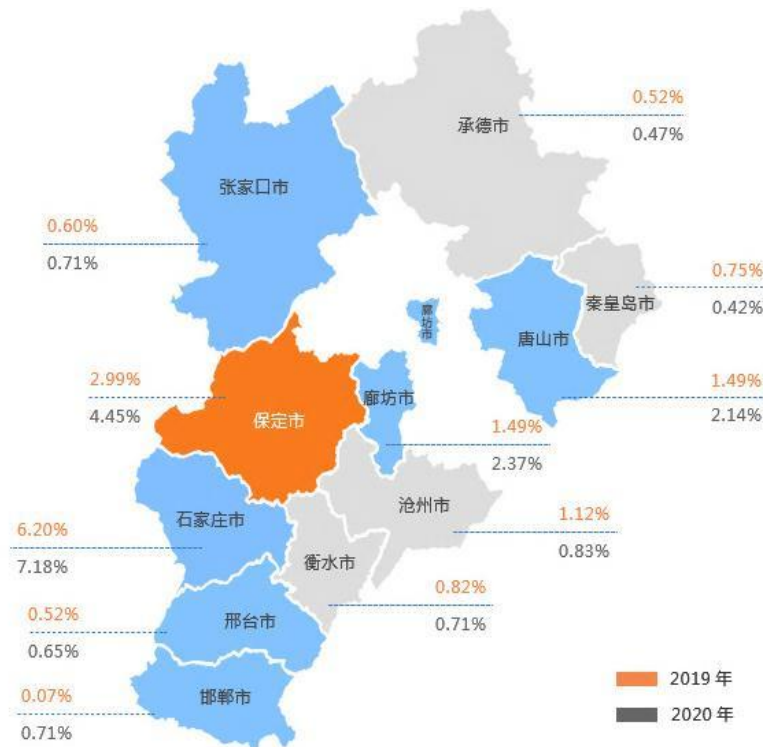 0.52%
承德市
0.47%
张家口市
0.60%
0.71%
0.75%
秦皇岛市
0.42%
廊坊市
唐山市
2.99%
4.45%
保定市
廊坊市
1.49%
2.14%
1.49%
2.37%
石家庄市
沧州市
6.20%
7.18%
1.12%
0.83%
衡水市
0.82%
0.71%
0.52%
0.65%
邢台市
0.07%
0.71%
邯郸市
2019 年
2020 年